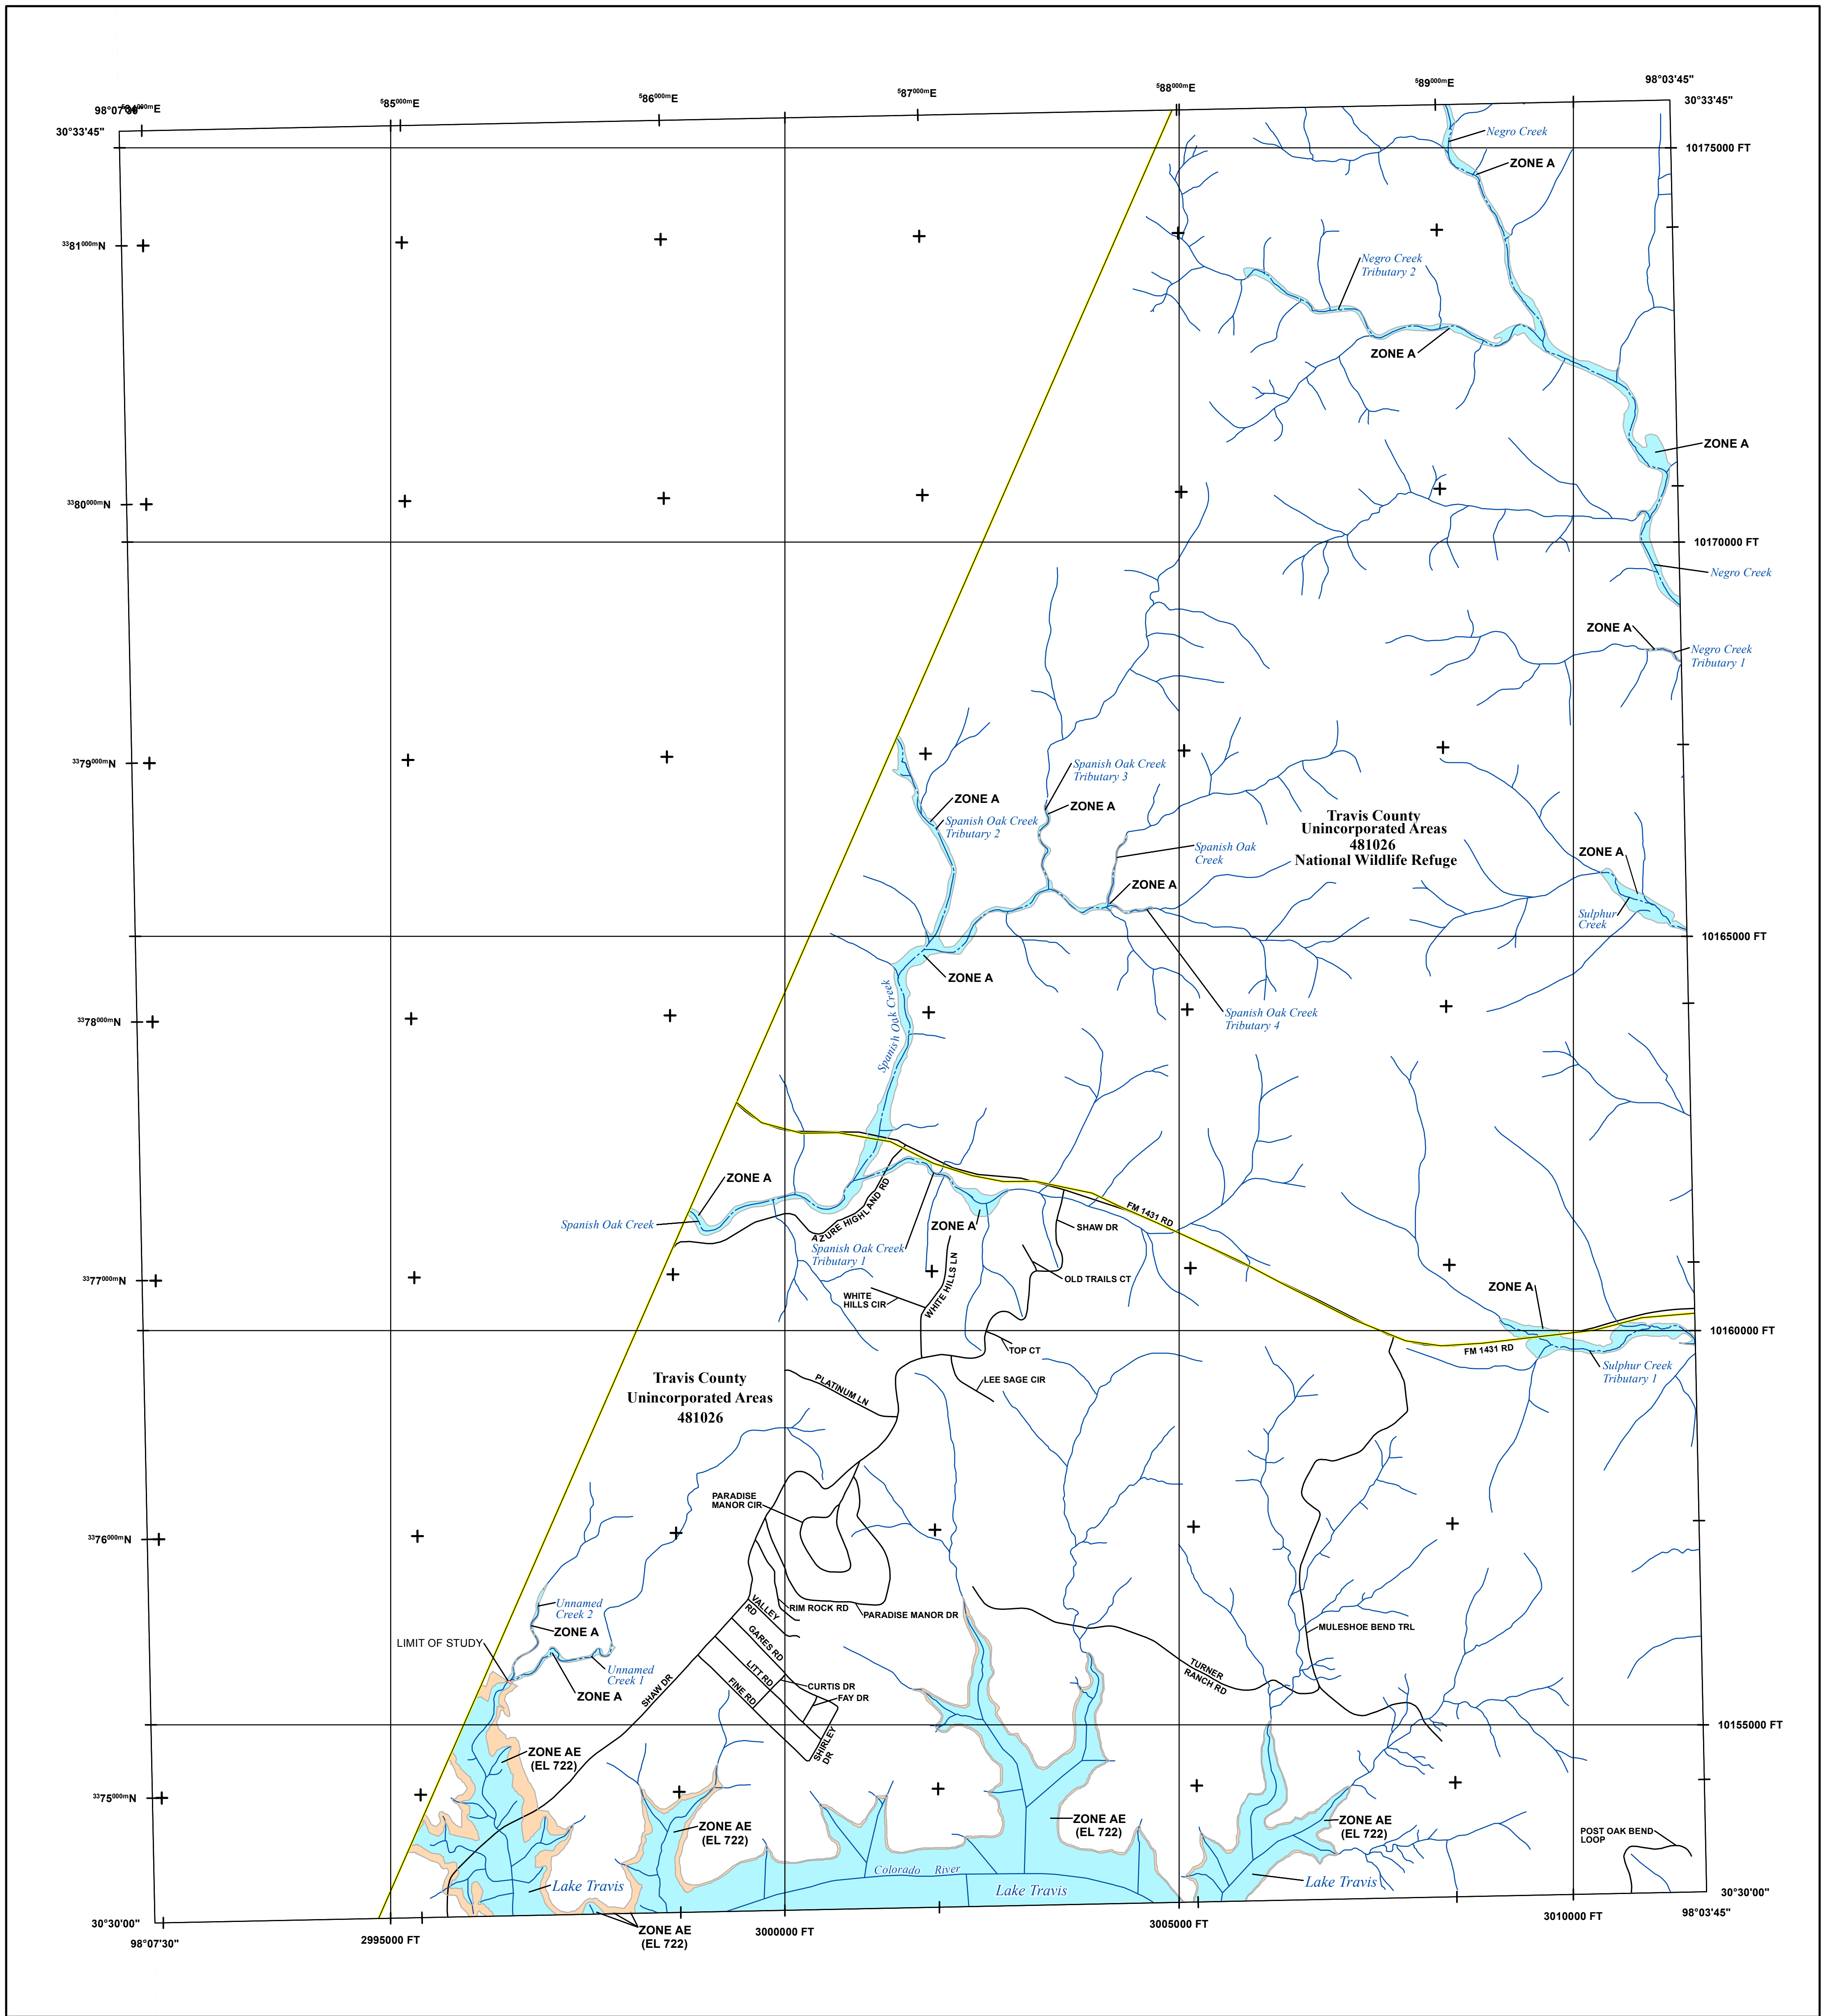 98°07'30"
584000mE
585000mE
586000mE
587000mE
588000mE
589000mE
98°03'45"
30°33'45"
30°33'45"
Negro Creek
10175000 FT
ZONE A
3381000mN
Negro Creek
Tributary 2
ZONE A
ZONE A
3380000mN
10170000 FT
Negro Creek
ZONE A
Negro Creek
Tributary 1
3379000mN
Spanish Oak Creek
Tributary 3
ZONE A
ZONE A
Spanish Oak Creek
Tributary 2
Travis County
Unincorporated Areas
481026
National Wildlife Refuge
Spanish Oak
Creek
ZONE A
ZONE A
Sulphur
Creek
10165000 FT
ZONE A
Spanish Oak Creek
Spanish Oak Creek
Tributary 4
3378000mN
ZONE A
Spanish Oak Creek
AZURE HIGHLAND RD
ZONE A
FM 1431 RD
SHAW DR
Spanish Oak Creek
Tributary 1
WHITE HILLS LN
OLD TRAILS CT
3377000mN
WHITE
HILLS CIR
ZONE A
10160000 FT
TOP CT
FM 1431 RD
Sulphur Creek
Tributary 1
LEE SAGE CIR
PLATINUM LN
Travis County
Unincorporated Areas
481026
PARADISE
MANOR CIR
3376000mN
Unnamed
Creek 2
ZONE A
VALLEY
RD
RIM ROCK RD
PARADISE MANOR DR
MULESHOE BEND TRL
LIMIT OF STUDY
GARES RD
Unnamed
Creek 1
ZONE A
LITT RD
TURNER
RANCH RD
SHAW DR
FINE RD
CURTIS DR
FAY DR
10155000 FT
SHIRLEY
DR
ZONE AE
(EL 722)
3375000mN
ZONE AE
(EL 722)
ZONE AE
(EL 722)
ZONE AE
(EL 722)
POST OAK BEND
LOOP
Colorado River
Lake Travis
Lake Travis
Lake Travis
30°30'00"
30°30'00"
ZONE AE
(EL 722)
98°07'30"
2995000 FT
3000000 FT
3005000 FT
3010000 FT
98°03'45"